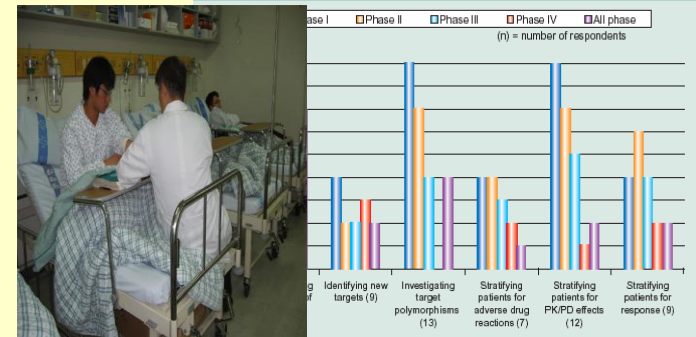 ase I Phase II Phase III Phase IV All phase
(n) = number of respondents
g
of
Identifying new
targets (9)
Investigating
target
polymorphisms
(13)
Stratifying
patients for
adverse drug
reactions (7)
Stratifying
patients for
PK/PD effects
(12)
Stratifying
patients for
response (9)